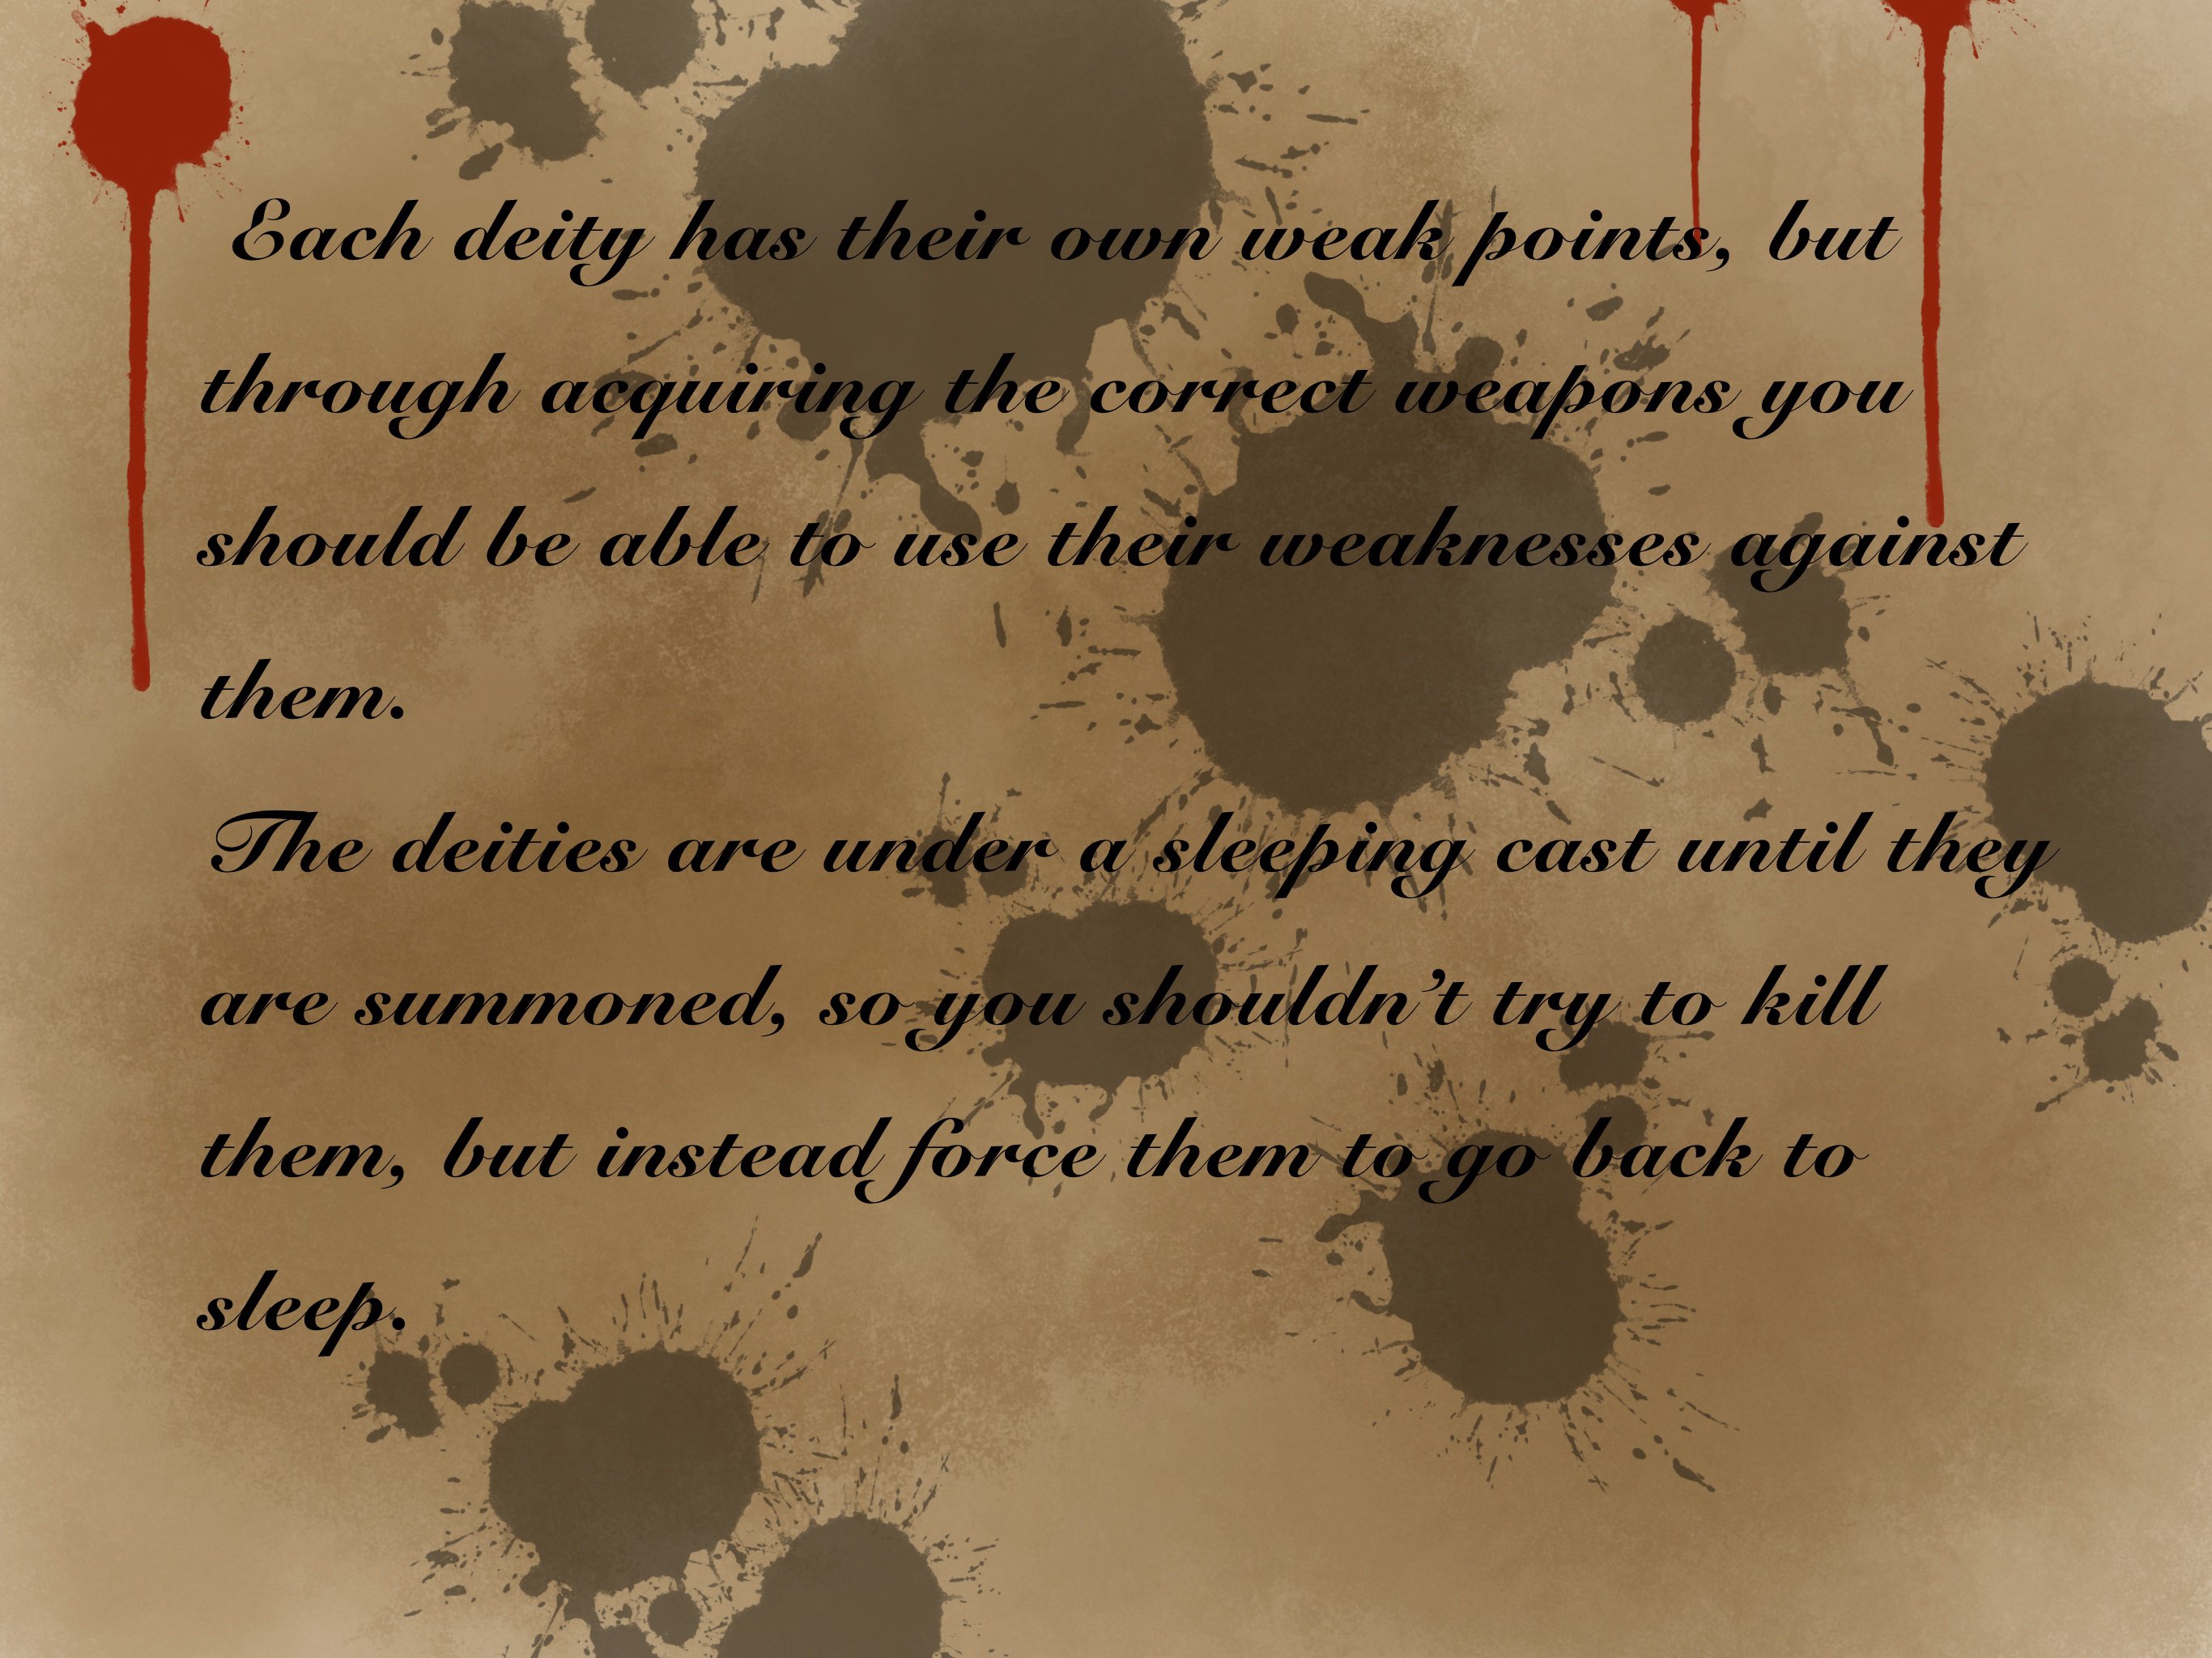 Each deity has their own weak points, but
through acquiring the correct weapons you
should be able to use their weaknesses against
them.
The deities are under a sleeping cast until they
are summoned, so you shouldn't try to kill
them, but instead force them to go back to
sleep.